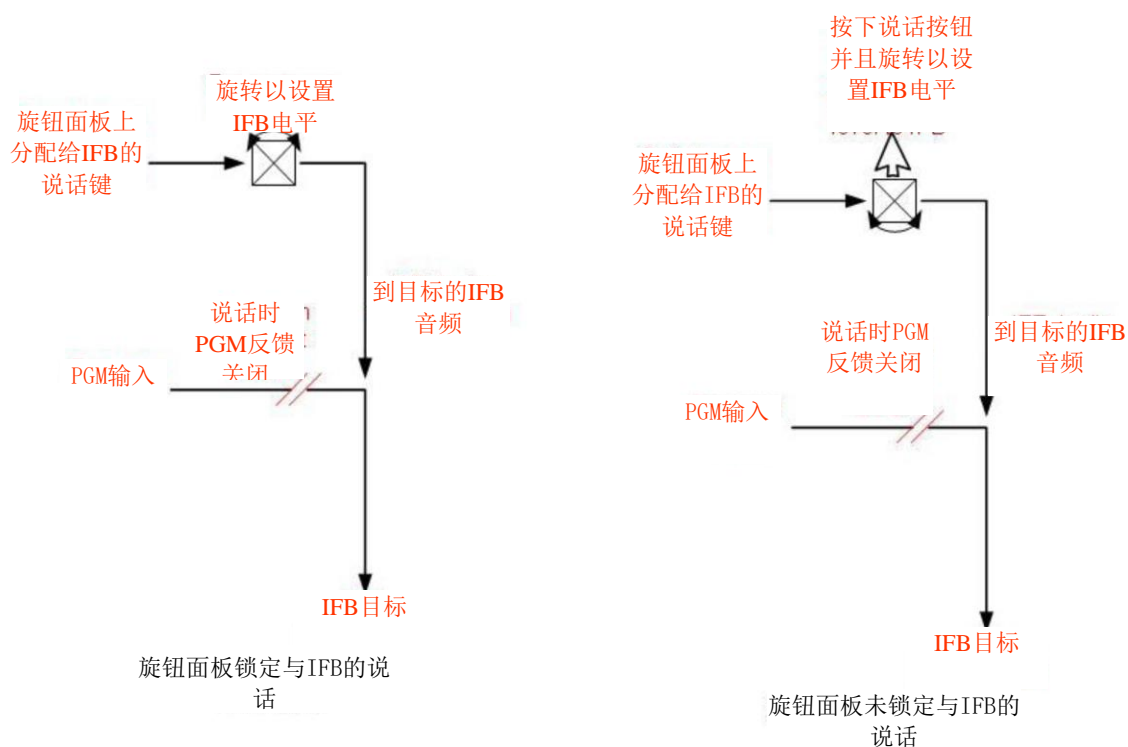 旋转以设置
IFB电平
旋钮面板上
分配给IFB的
说话键
到目标的IFB
音频
说话时
PGM反馈
关闭
PGM输入
IFB目标
旋钮面板锁定与IFB的说
话
按下说话按钮
并且旋转以设
置IFB电平
旋钮面板上
分配给IFB的
说话键
说话时PGM
反馈关闭
到目标的IFB
音频
PGM输入
IFB目标
旋钮面板未锁定与IFB的
说话